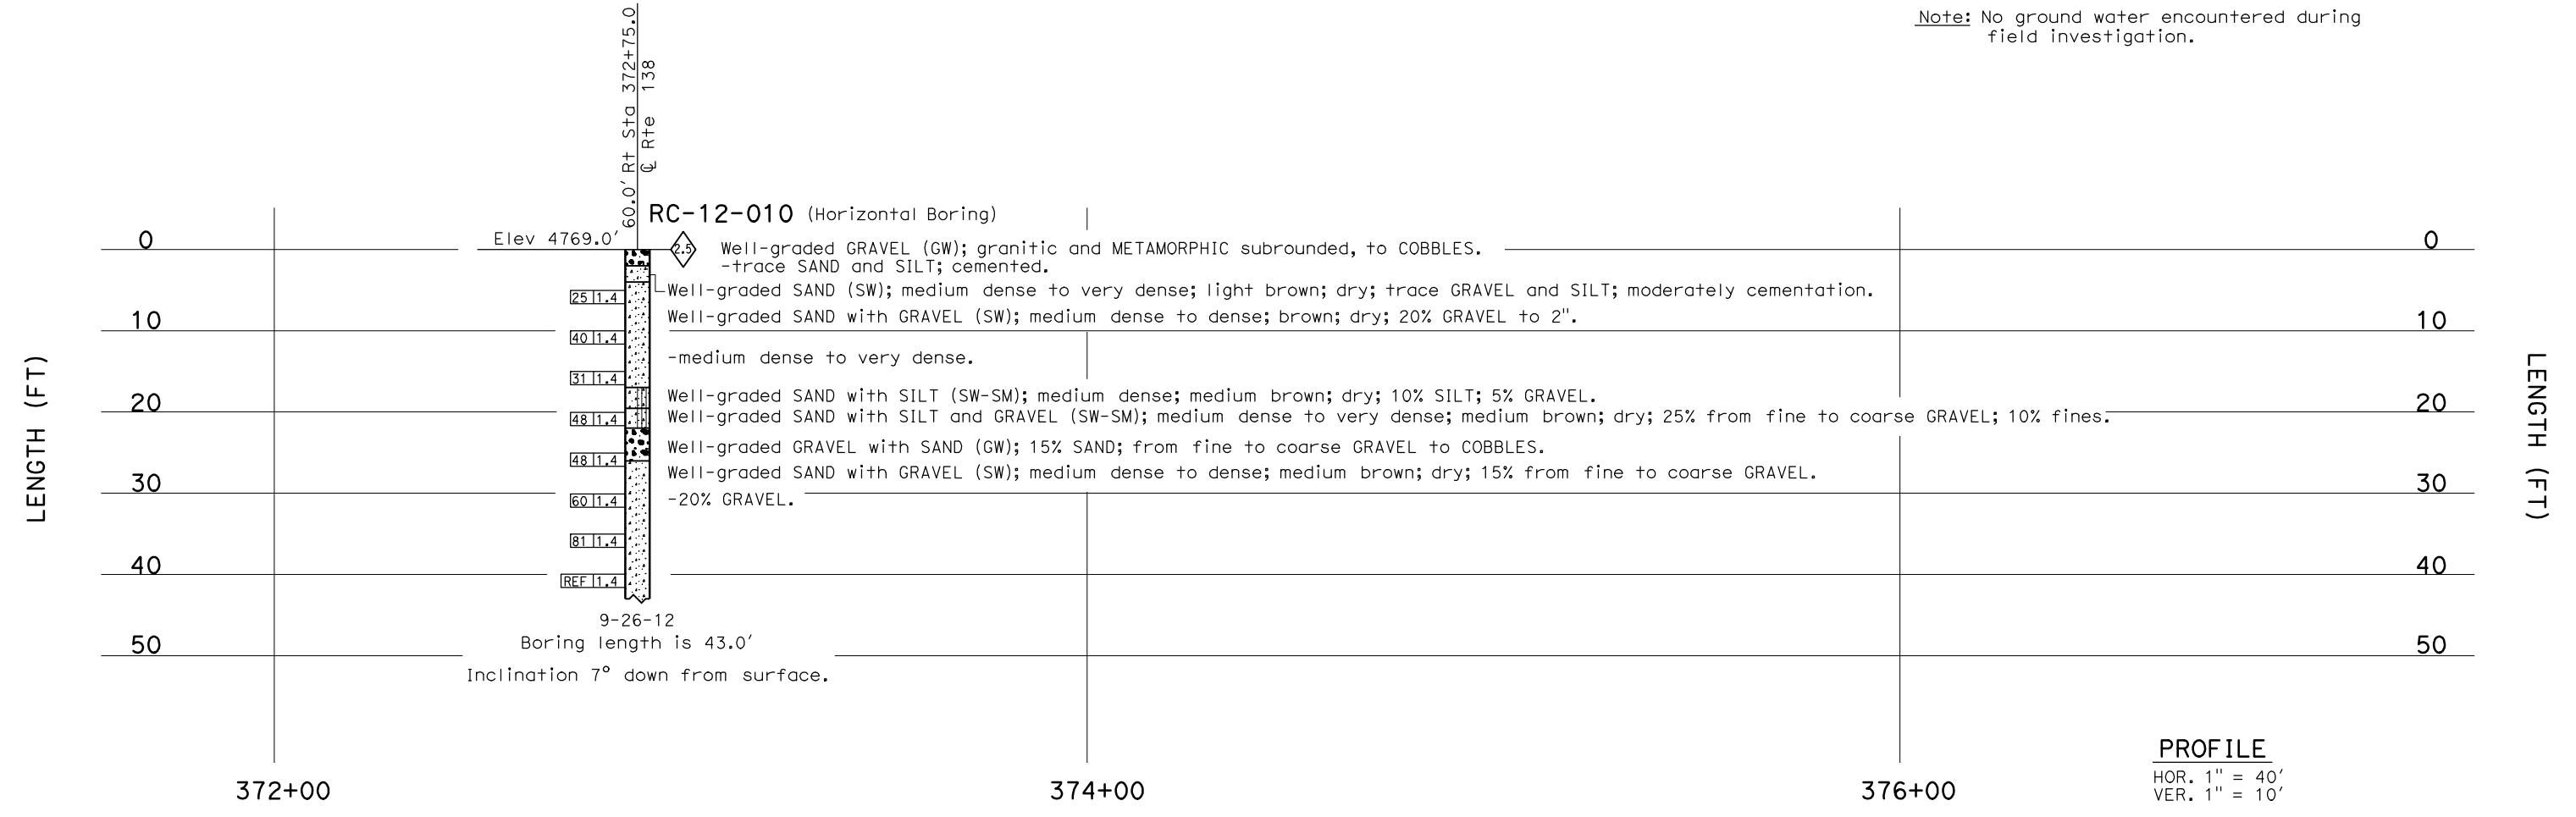 Note: No ground water encountered during
field investigation.
60.0' Rt Sta 372+75.0
℄ Rte 138
RC-12-010 (Horizontal Boring)
Elev 4769.0'
2.5
0
Well-graded GRAVEL (GW); granitic and METAMORPHIC subrounded, to COBBLES.
0
-trace SAND and SILT; cemented.
25 1.4
Well-graded SAND (SW); medium dense to very dense; light brown; dry; trace GRAVEL and SILT; moderately cementation.
10
Well-graded SAND with GRAVEL (SW); medium dense to dense; brown; dry; 20% GRAVEL to 2".
10
40 1.4
-medium dense to very dense.
31 1.4
Well-graded SAND with SILT (SW-SM); medium dense; medium brown; dry; 10% SILT; 5% GRAVEL.
20
48 1.4
Well-graded SAND with SILT and GRAVEL (SW-SM); medium dense to very dense; medium brown; dry; 25% from fine to coarse GRAVEL; 10% fines.
20
Well-graded GRAVEL with SAND (GW); 15% SAND; from fine to coarse GRAVEL to COBBLES.
48 1.4
Well-graded SAND with GRAVEL (SW); medium dense to dense; medium brown; dry; 15% from fine to coarse GRAVEL.
30
60 1.4
-20% GRAVEL.
30
81 1.4
40
REF 1.4
40
LENGTH (FT)
LENGTH (FT)
9-26-12
Boring length is 43.0'
50
50
Inclination 7° down from surface.
372+00
374+00
376+00
PROFILE
HOR. 1" = 40'
VER. 1" = 10'